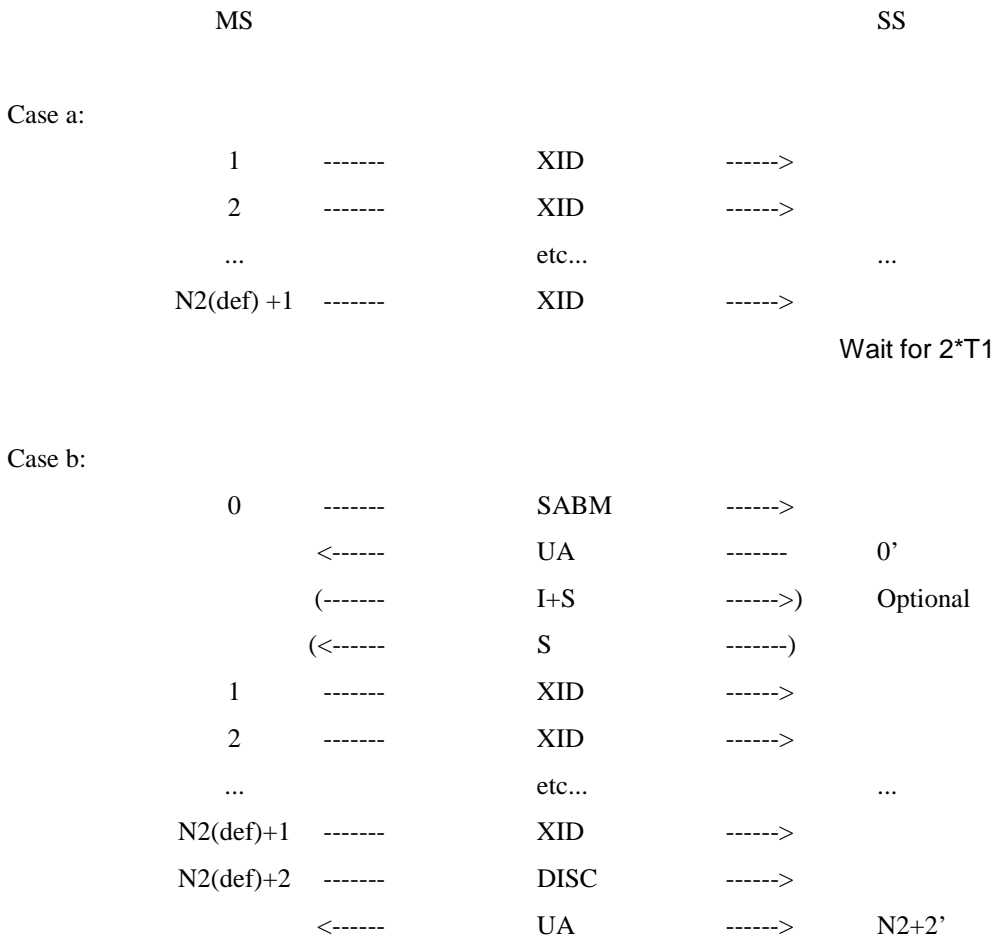 MS SS
Case a:
1 ------- XID ------>
2 ------- XID ------>
... etc... ...
N2(def) +1 ------- XID ------>
Wait for 2*T1
Case b:
0 ------- SABM ------>
<------ UA ------- 0’
(------- I+S ------>) Optional
(<------ S -------)
1 ------- XID ------>
2 ------- XID ------>
... etc... ...
N2(def)+1 ------- XID ------>
N2(def)+2 ------- DISC ------>
<------ UA ------> N2+2’